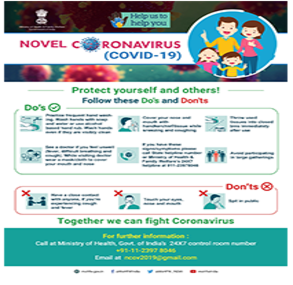 Help us to
help you
NOVEL CORONAVIRUS
(COVID-19)
Protect yourself and others!
Follow these Do's and Don'ts
Do's
Practice frequent hand wash-
ing. Wash hands with soap
and water or use alcohol
based hand rub. Wash hands
even if they are visibly clean
Cover your nose and
mouth with
handkerchief/tissue while
sneezing and coughing
Throw used
tissues into closed
bins immediately
after use
See a doctor if you feel unwell
(fever, difficult breathing and
cough). While visiting doctor
wear a mask/cloth to cover
your mouth and nose
If you have these
signs/symptoms please
call State helpline number
or Ministry of Health &
Family Welfare's 24X7
helpline at 011-23978046
Avoid participating
in large gatherings
Don'ts
Have a close contact
with anyone, if you're
experiencing cough
and fever
Touch your eyes,
nose and mouth
Spit in public
Together we can fight Coronavirus
For further information :
Call at Ministry of Health, Govt. of India's 24X7 control room number
+91-11-2397 8046
Email at ncov2019@gmail.com